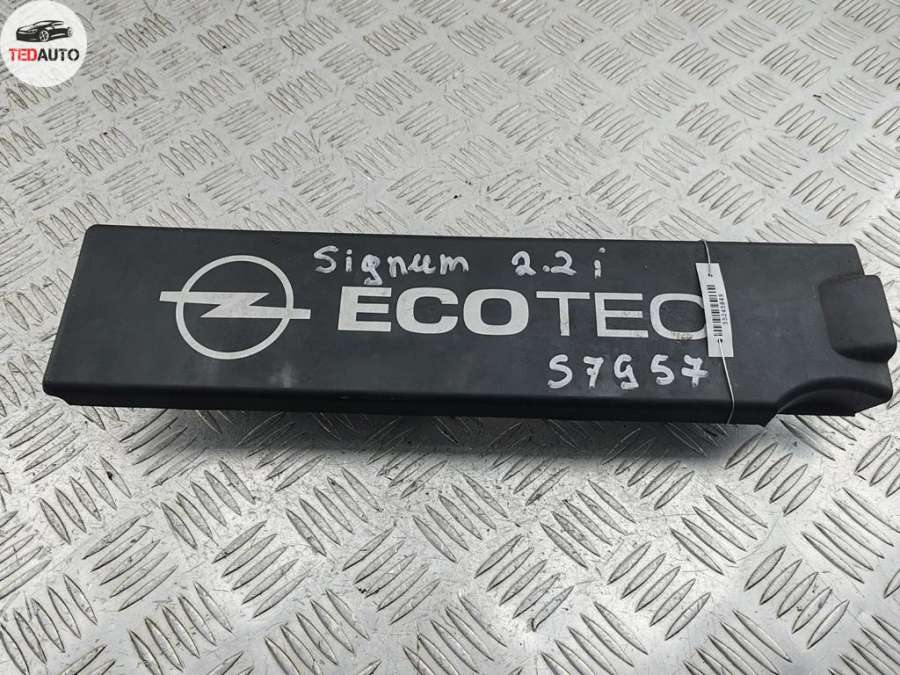 TEDAUTO
Signum 2.2i
ECOTEC
S7957